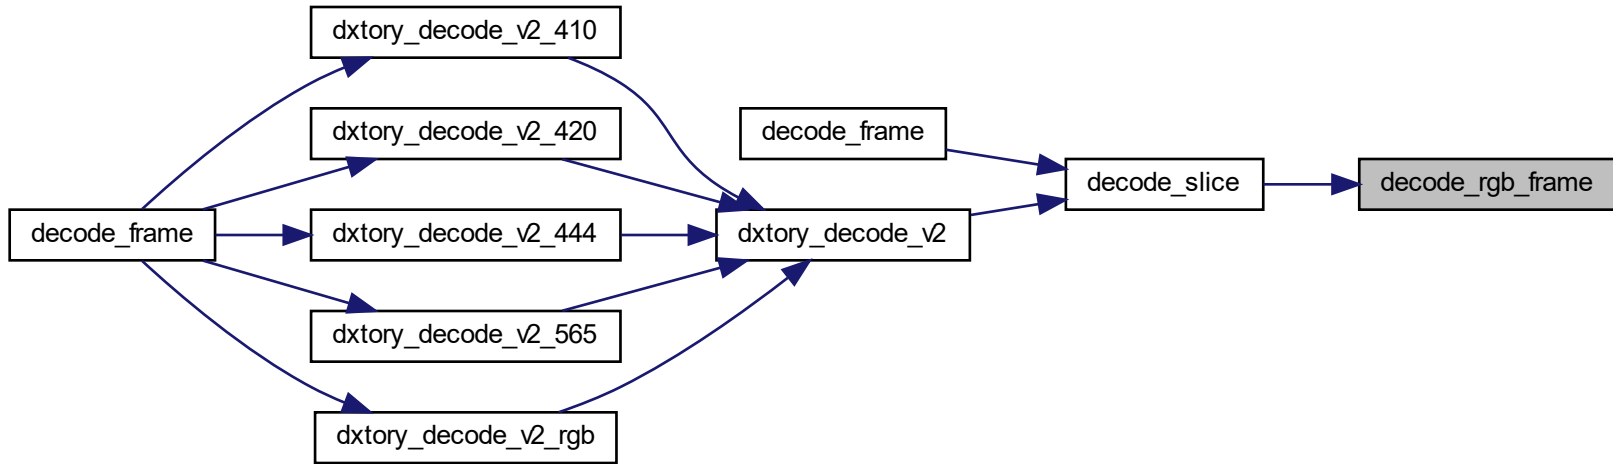 dxtory_decode_v2_410
dxtory_decode_v2_420
decode_frame
decode_slice
decode_rgb_frame
decode_frame
dxtory_decode_v2_444
dxtory_decode_v2
dxtory_decode_v2_565
dxtory_decode_v2_rgb